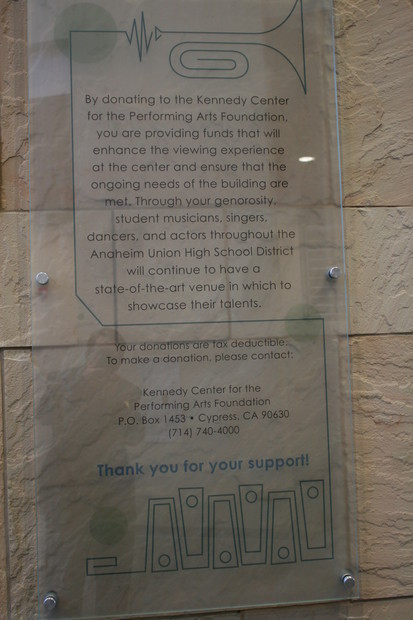 By donating to the Kennedy Center
for the Performing Arts Foundation,
you are providing funds that will
enhance the viewing experience
at the center and ensure that the
ongoing needs of the building are
met. Through your genorosity,
student musicians, singers,
dancers, and actors throughout the
Anaheim Union High School District
will continue to have a
state-of-the-art venue in which to
showcase their talents.
Your donations are tax deductible.
To make a donation, please contact:
Kennedy Center for the
Performing Arts Foundation
P.O. Box 1453 • Cypress, CA 90630
(714) 740-4000
Thank you for your support!